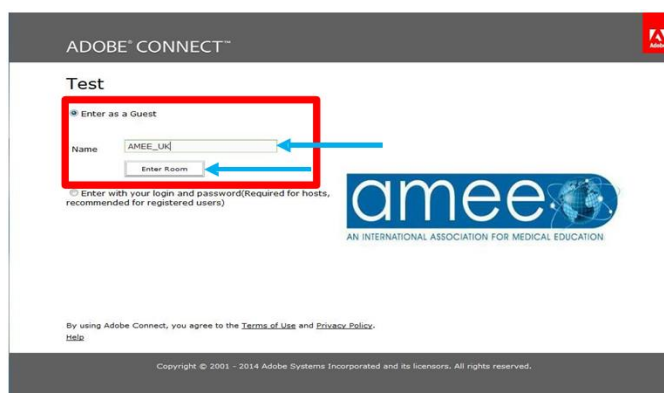 ADOBE® CONNECT™
Adobe
Test
Enter as a Guest
Name AMEE_UK
Enter Room
Enter with your login and password(Required for hosts,
recommended for registered users)
amee
AN INTERNATIONAL ASSOCIATION FOR MEDICAL EDUCATION
By using Adobe Connect, you agree to the Terms of Use and Privacy Policy.
Help
Copyright © 2001 - 2014 Adobe Systems Incorporated and its licensors. All rights reserved.